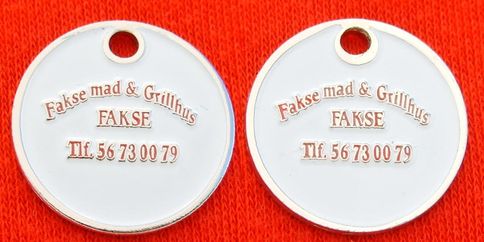 Fakse mad & Grillhus
FAKSE
Tlf. 56 73 00 79
Fakse mad & Grillhus
FAKSE
Tlf. 56 73 00 79